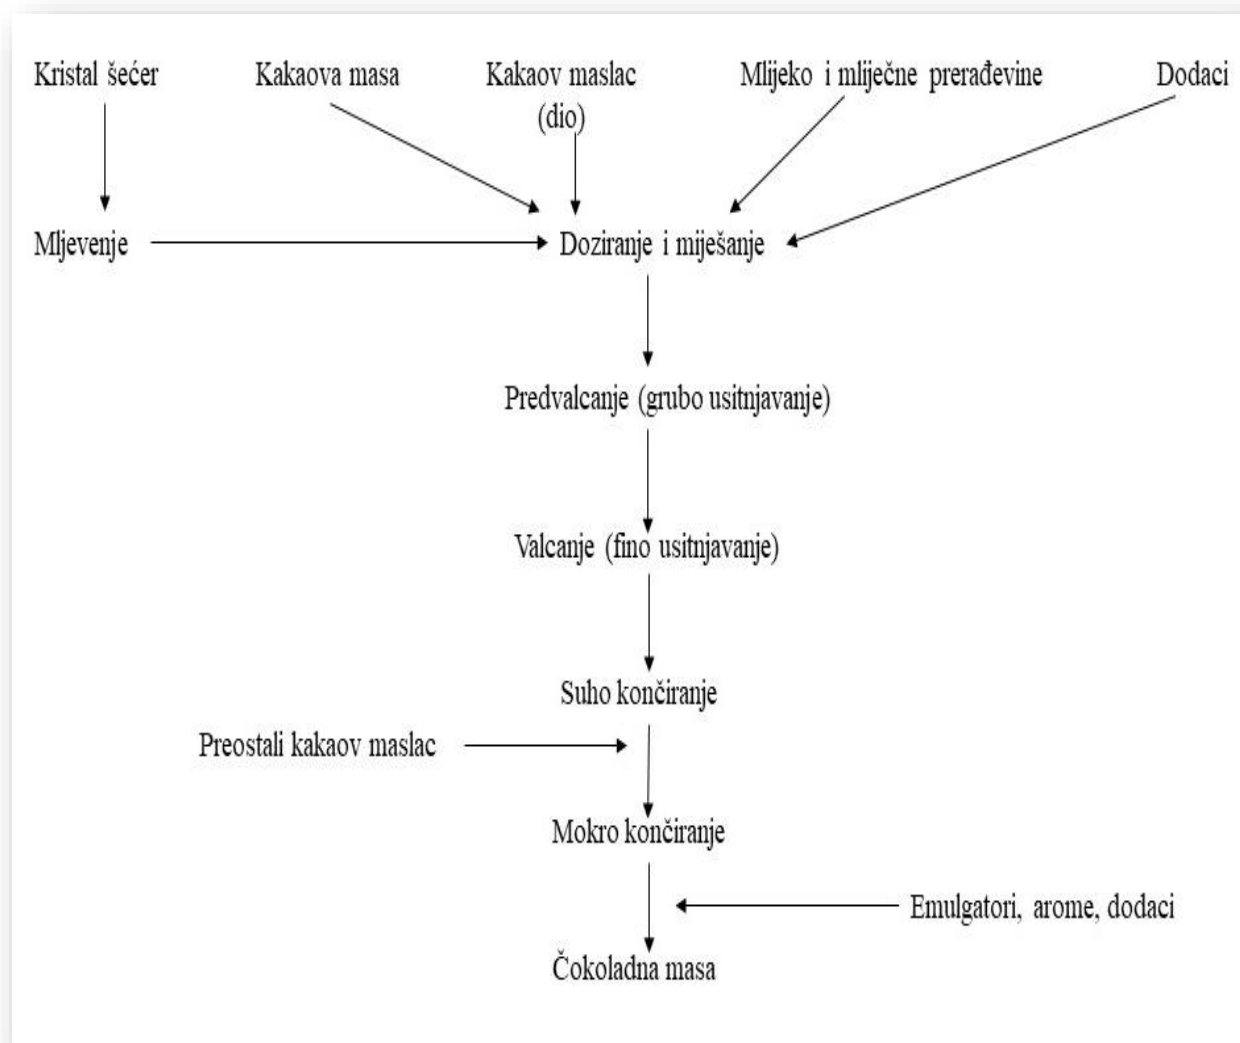 Kristal šećer
Kakaova masa
Kakaov maslac
(dio)
Mlijeko i mliječne prerađevine
Dodaci
Mljevenje
Doziranje i miješanje
Predvalcanje (grubo usitnjavanje)
Valcanje (fino usitnjavanje)
Suho končiranje
Preostali kakaov maslac
Mokro končiranje
Emulgatori, arome, dodaci
Čokoladna masa